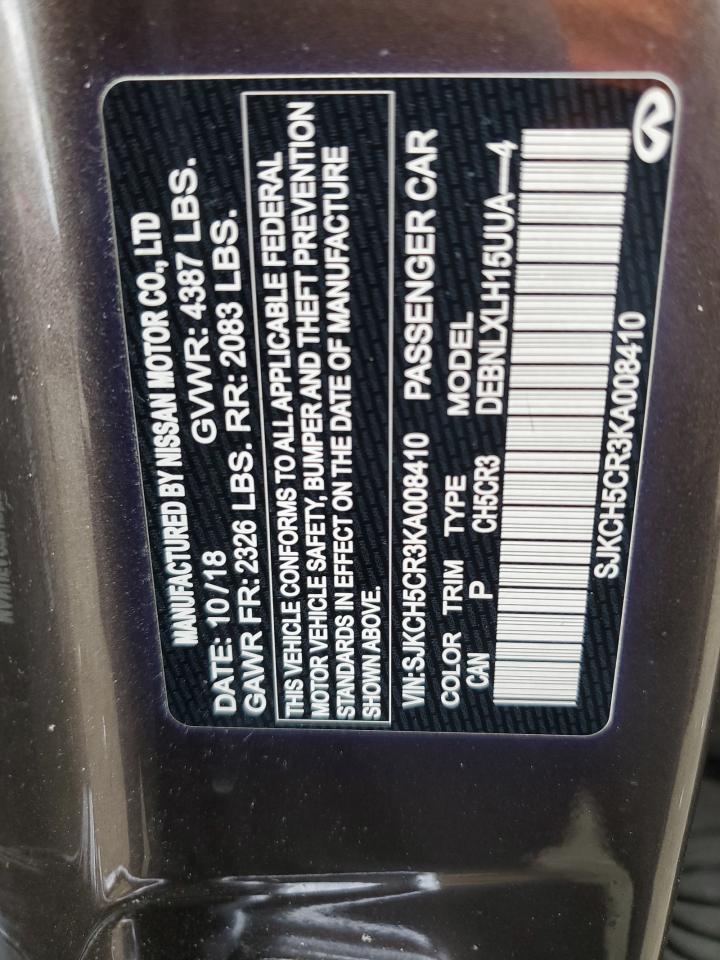 MANUFACTURED BY NISSAN MOTOR CO., LTD
DATE: 10/18 GVWR: 4387 LBS.
GAWR FR: 2326 LBS. RR: 2083 LBS.
THIS VEHICLE CONFORMS TO ALL APPLICABLE FEDERAL
MOTOR VEHICLE SAFETY, BUMPER AND THEFT PREVENTION
STANDARDS IN EFFECT ON THE DATE OF MANUFACTURE
SHOWN ABOVE.
VIN:SJKCH5CR3KA008410 PASSENGER CAR
COLOR TRIM TYPE MODEL
CAN P CH5CR3 DEBNLXLH15UUA—4
SJKCH5CR3KA008410